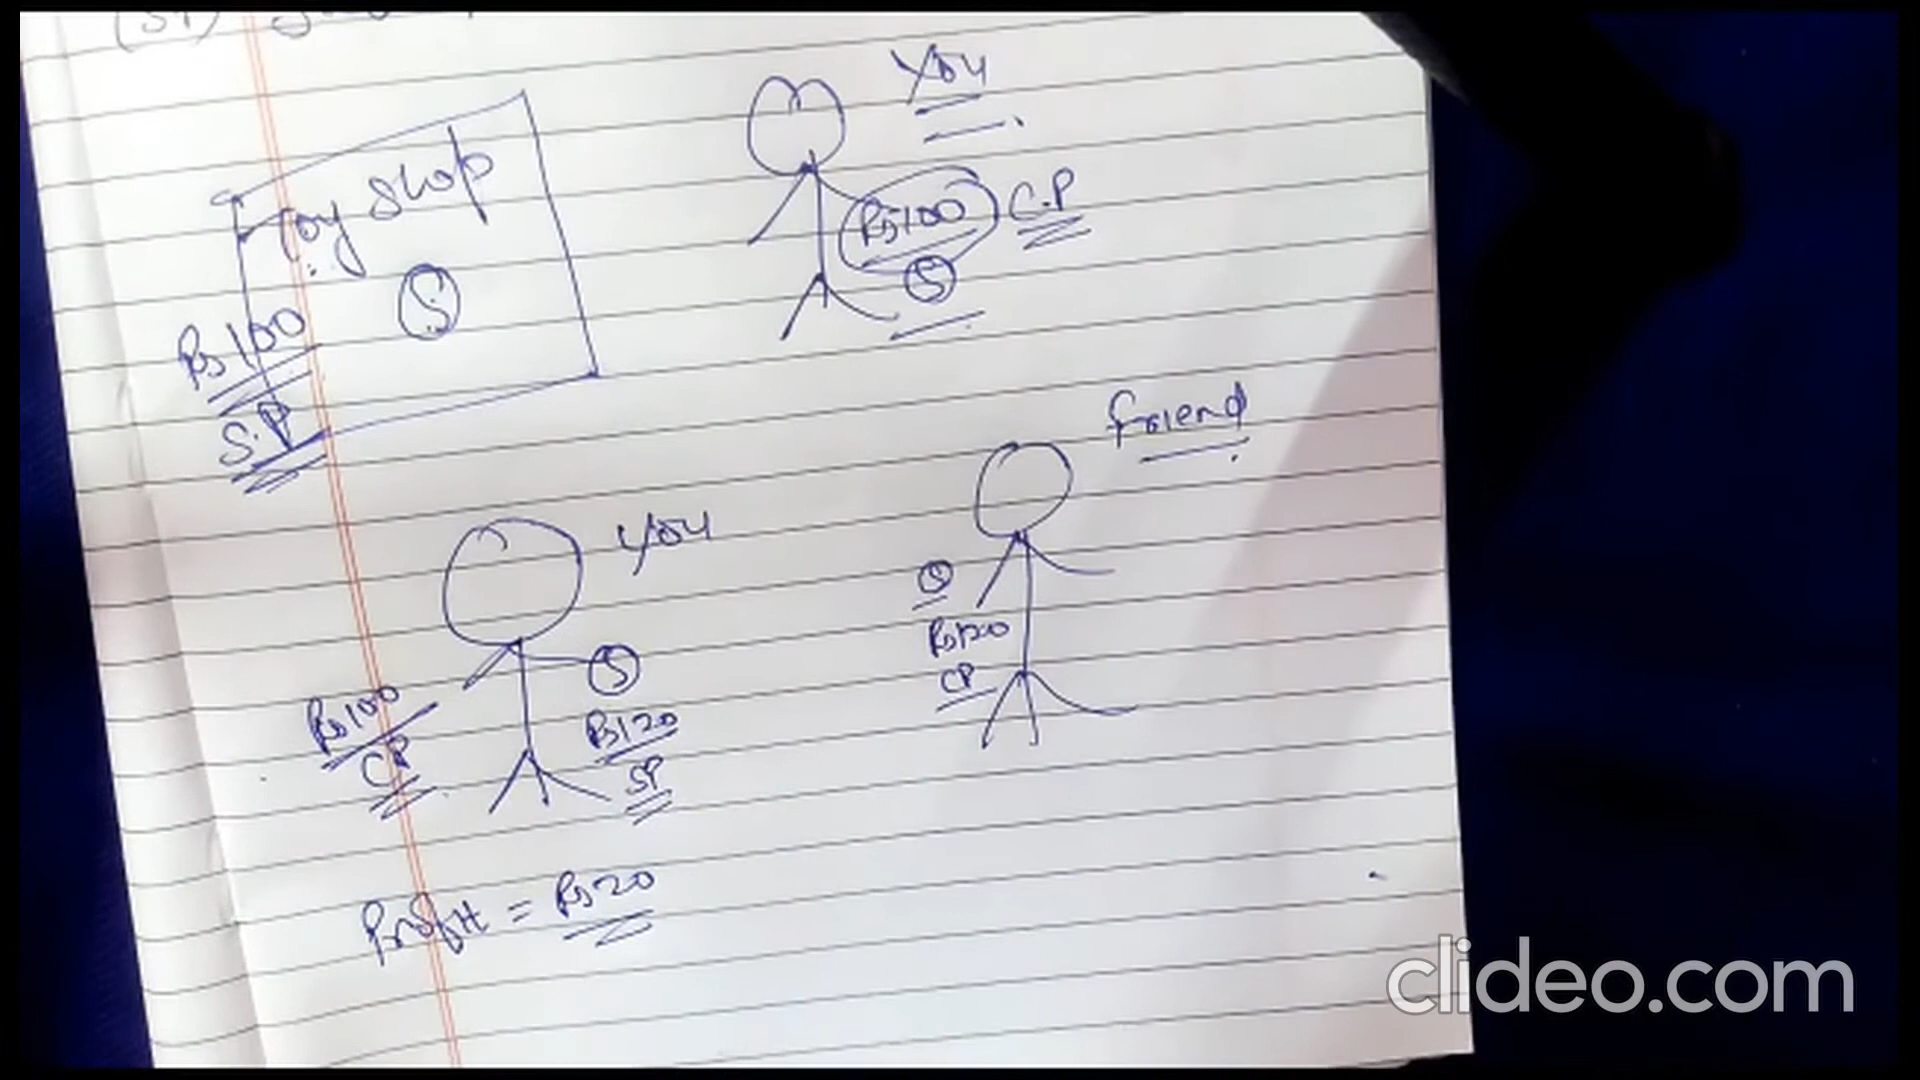 You
Toy shop
S
Rs 100
S.P
Rs 100 C.P
S
friend
You
S
Rs 100
CP
Rs 120
SP
S
Rs 120
CP
Profit = Rs 20
clideo.com